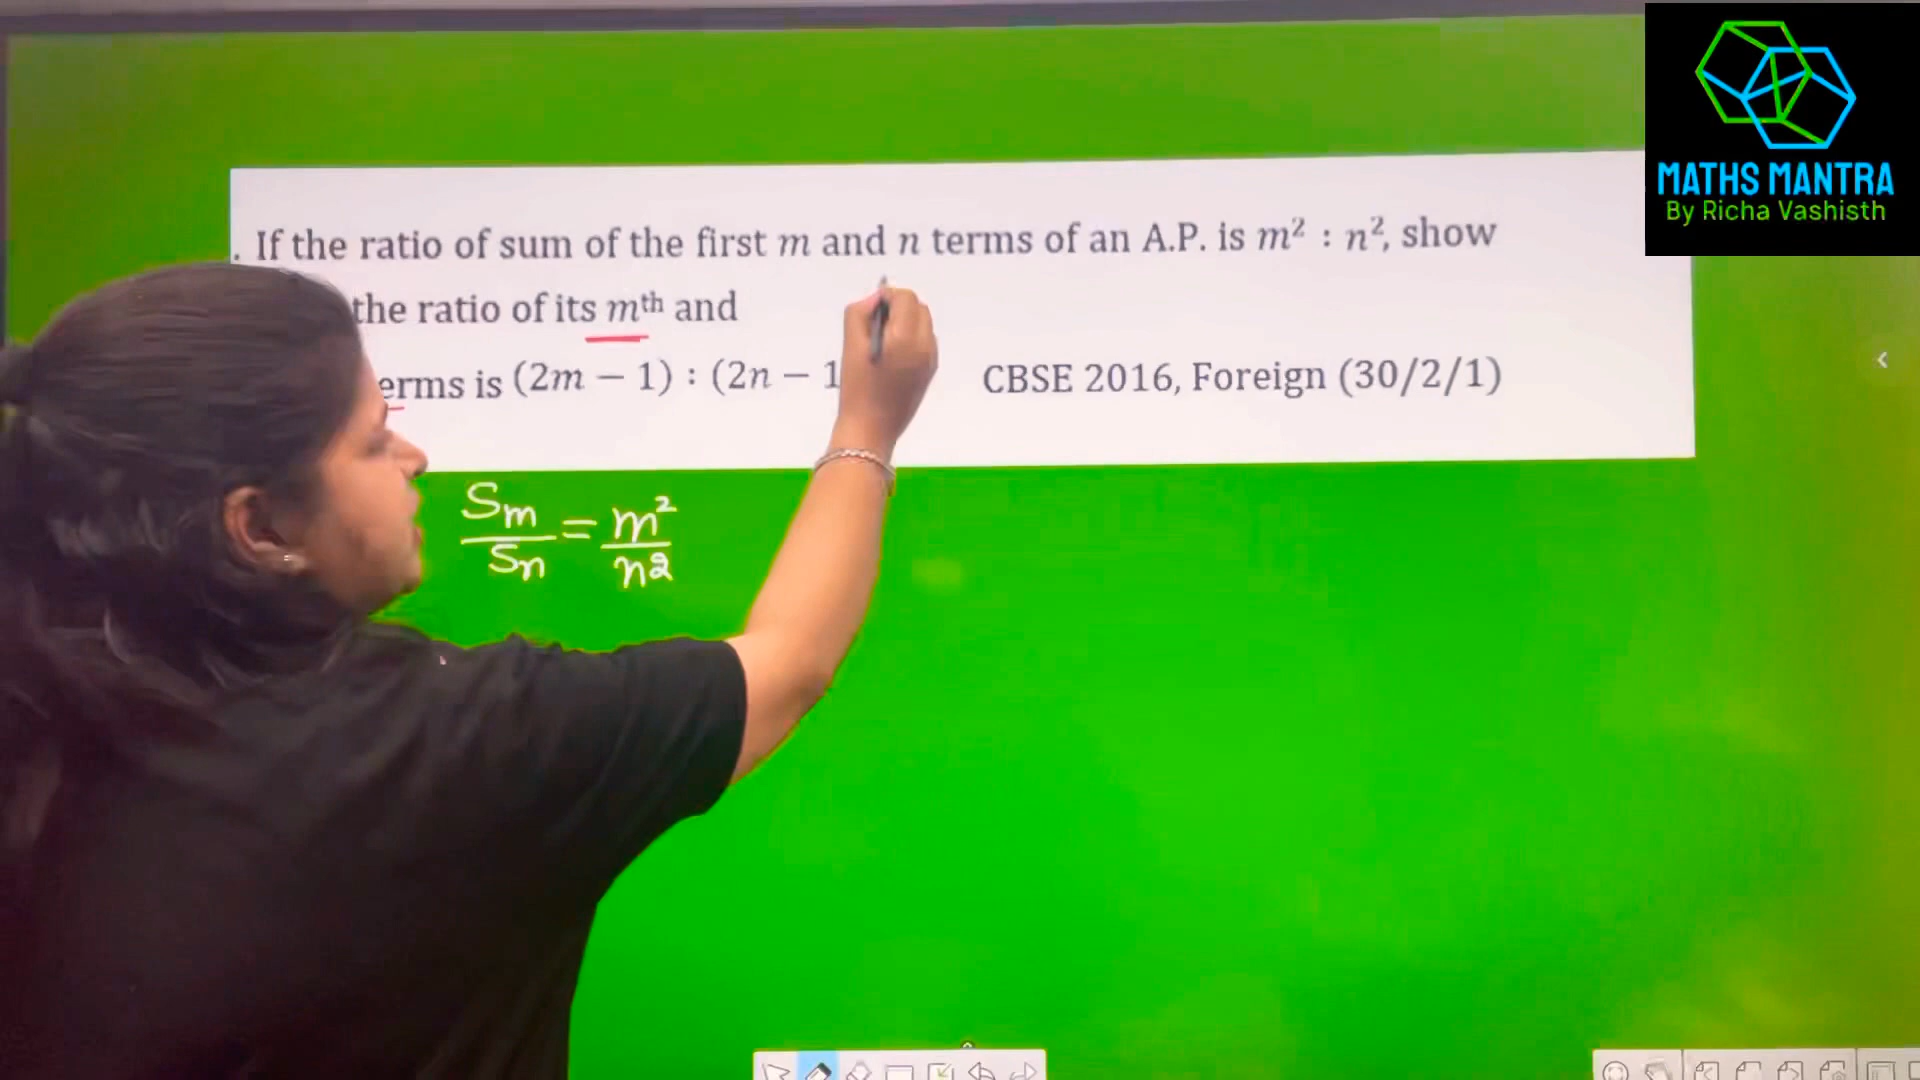 MATHS MANTRA
By Richa Vashisth
. If the ratio of sum of the first m and n terms of an A.P. is m² : n², show
the ratio of its mᵗʰ and
erms is (2m − 1) : (2n − 1
CBSE 2016, Foreign (30/2/1)
Sm/Sn = m²/n²